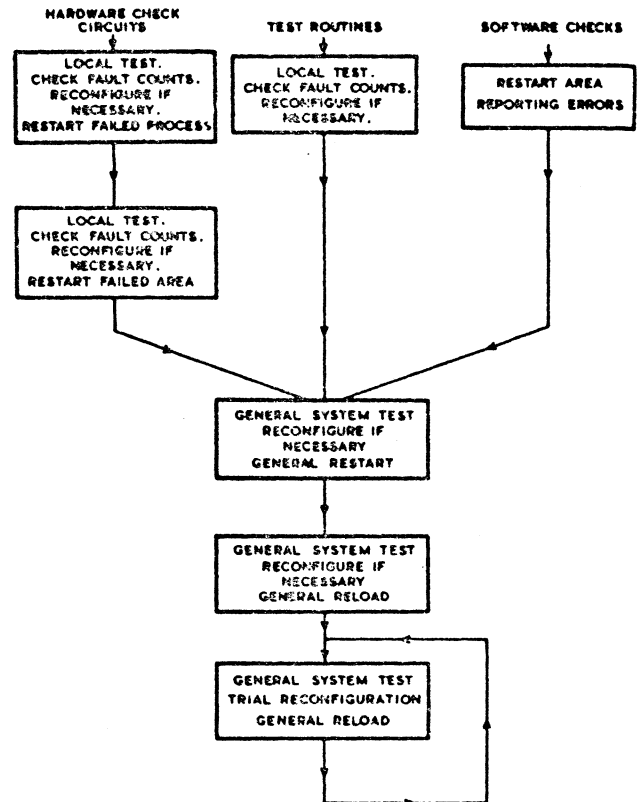 HARDWARE CHECK
CIRCUITS
TEST ROUTINES
SOFTWARE CHECKS
LOCAL TEST.
CHECK FAULT COUNTS.
RECONFIGURE IF
NECESSARY.
RESTART FAILED PROCESS
LOCAL TEST.
CHECK FAULT COUNTS.
RECONFIGURE IF
NECESSARY.
RESTART AREA
REPORTING ERRORS
LOCAL TEST.
CHECK FAULT COUNTS.
RECONFIGURE IF
NECESSARY.
RESTART FAILED AREA
GENERAL SYSTEM TEST
RECONFIGURE IF
NECESSARY
GENERAL RESTART
GENERAL SYSTEM TEST
RECONFIGURE IF
NECESSARY
GENERAL RELOAD
GENERAL SYSTEM TEST
TRIAL RECONFIGURATION
GENERAL RELOAD